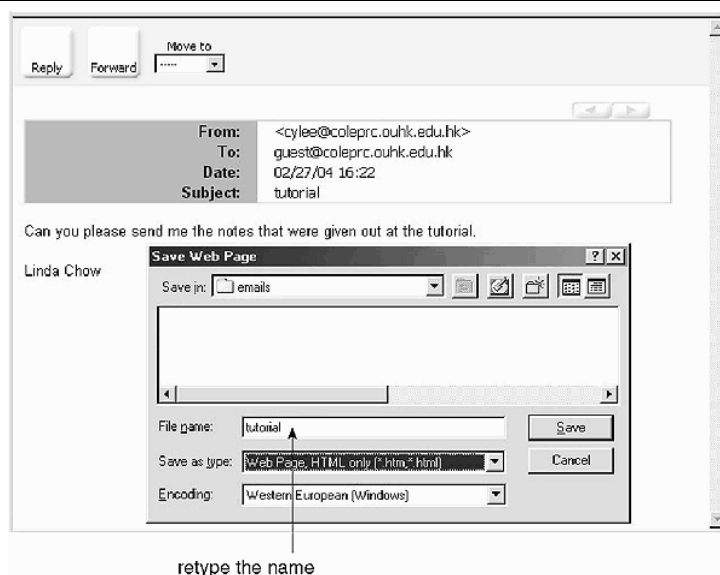 Move to
Reply Forward ----
From: <cylee@coleprc.ouhk.edu.hk>
To: guest@coleprc.ouhk.edu.hk
Date: 02/27/04 16:22
Subject: tutorial
Can you please send me the notes that were given out at the tutorial.
Linda Chow
Save Web Page
Save in: emails
File name: tutorial Save
Save as type: Web Page, HTML only (*.htm,*.html) Cancel
Encoding: Western European (Windows)
retype the name